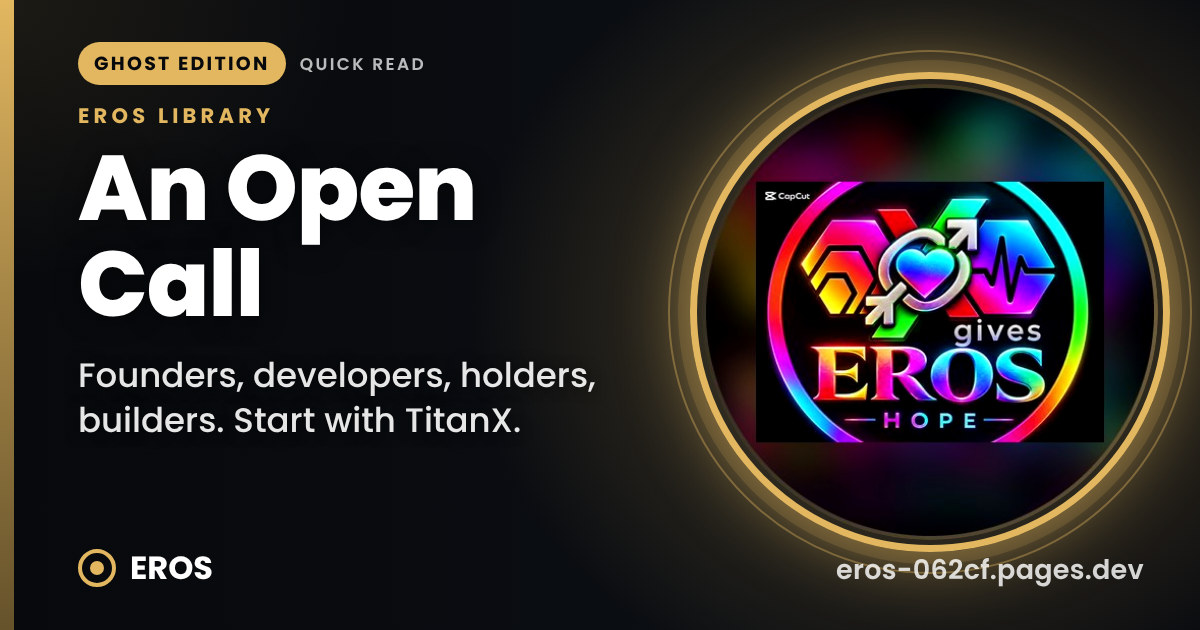 GHOST EDITION QUICK READ
EROS LIBRARY
An Open
Call
Founders, developers, holders,
builders. Start with TitanX.
CapCut
gives
EROS
HOPE
EROS
eros-062cf.pages.dev